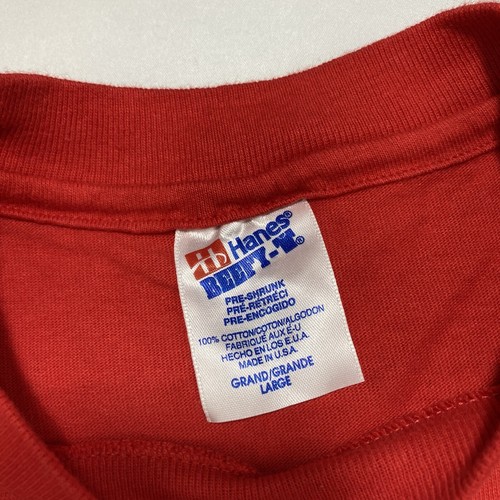 Hanes®
BEEFY-T®
PRE-SHRUNK
PRÉ-RÉTRÉCI
PRE-ENCOGIDO
100% COTTON/COTON/ALGODON
FABRIQUÉ AUX É-U
HECHO EN LOS E.U.A.
MADE IN U.S.A.
GRAND/GRANDE
LARGE